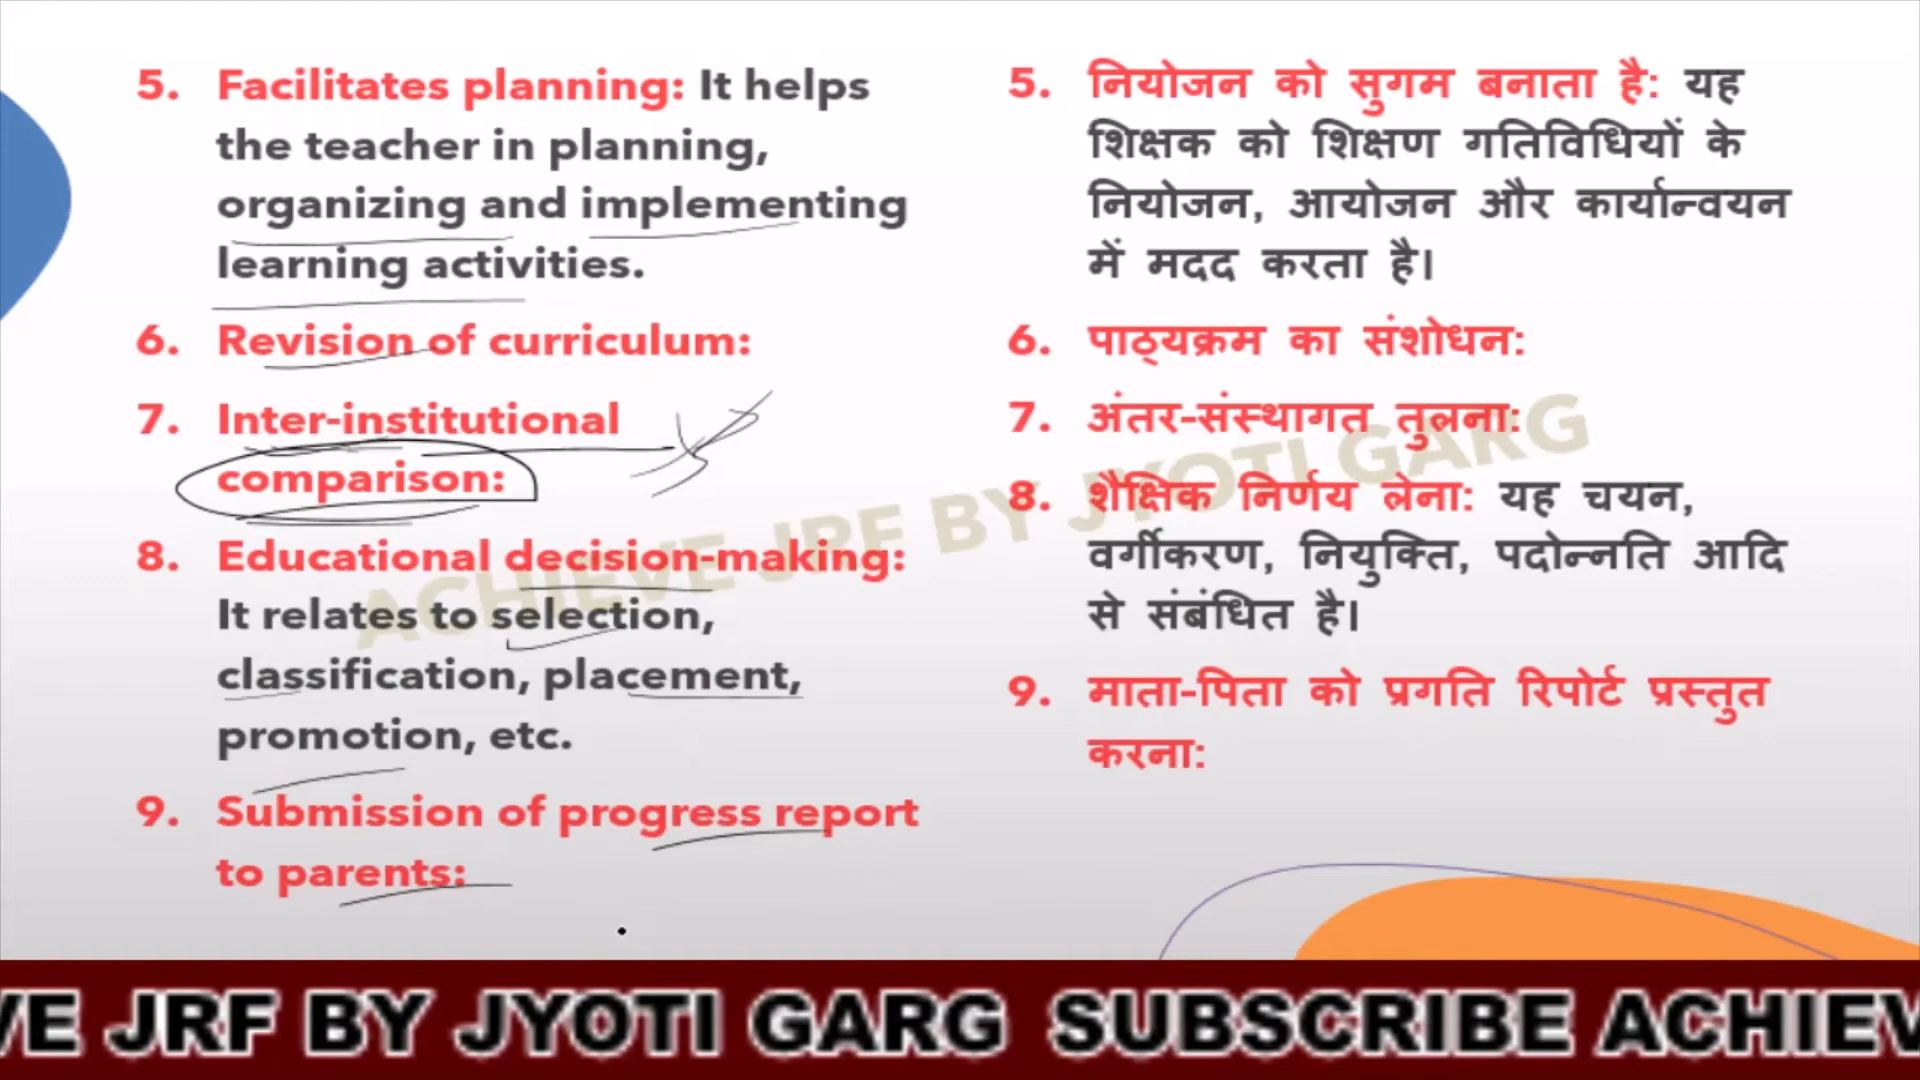 5. Facilitates planning: It helps
the teacher in planning,
organizing and implementing
learning activities.
6. Revision of curriculum:
7. Inter-institutional
comparison:
8. Educational decision-making:
It relates to selection,
classification, placement,
promotion, etc.
9. Submission of progress report
to parents:
5. नियोजन को सुगम बनाता है: यह
शिक्षक को शिक्षण गतिविधियों के
नियोजन, आयोजन और कार्यान्वयन
में मदद करता है।
6. पाठ्यक्रम का संशोधन:
7. अंतर-संस्थागत तुलना:
8. शैक्षिक निर्णय लेना: यह चयन,
वर्गीकरण, नियुक्ति, पदोन्नति आदि
से संबंधित है।
9. माता-पिता को प्रगति रिपोर्ट प्रस्तुत
करना:
ACHIEVE JRF BY JYOTI GARG
VE JRF BY JYOTI GARG SUBSCRIBE ACHIEV